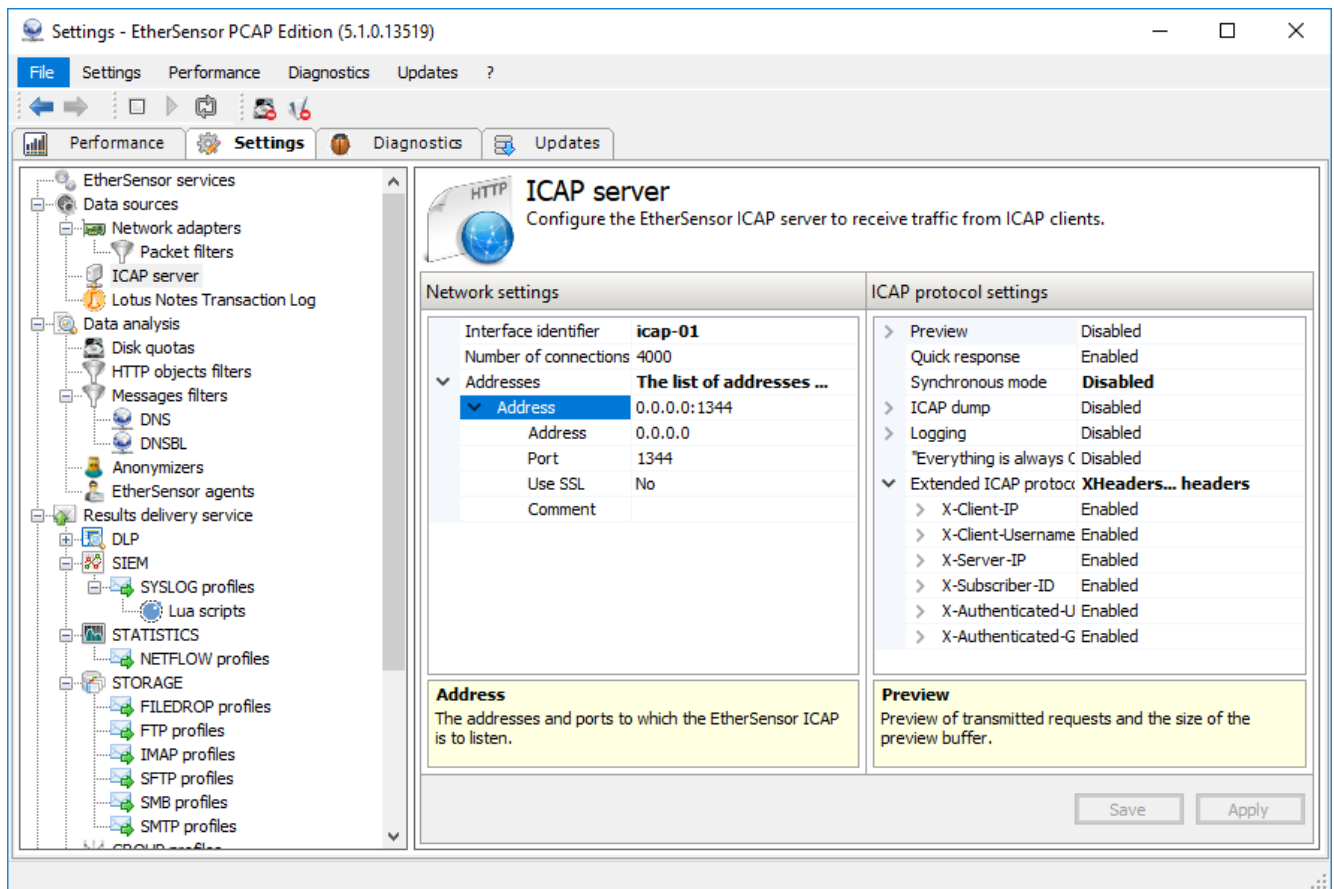 Settings - EtherSensor PCAP Edition (5.1.0.13519)
File Settings Performance Diagnostics Updates ?
Performance Settings Diagnostics Updates
EtherSensor services
Data sources
Network adapters
Packet filters
ICAP server
Lotus Notes Transaction Log
Data analysis
Disk quotas
HTTP objects filters
Messages filters
DNS
DNSBL
Anonymizers
EtherSensor agents
Results delivery service
DLP
SIEM
SYSLOG profiles
Lua scripts
STATISTICS
NETFLOW profiles
STORAGE
FILEDROP profiles
FTP profiles
IMAP profiles
SFTP profiles
SMB profiles
SMTP profiles
HTTP
ICAP server
Configure the EtherSensor ICAP server to receive traffic from ICAP clients.
Network settings
Interface identifier icap-01
Number of connections 4000
Addresses The list of addresses ...
Address 0.0.0.0:1344
Address 0.0.0.0
Port 1344
Use SSL No
Comment
Address
The addresses and ports to which the EtherSensor ICAP
is to listen.
ICAP protocol settings
Preview Disabled
Quick response Enabled
Synchronous mode Disabled
ICAP dump Disabled
Logging Disabled
"Everything is always Disabled
Extended ICAP protoc XHeaders... headers
X-Client-IP Enabled
X-Client-Username Enabled
X-Server-IP Enabled
X-Subscriber-ID Enabled
X-Authenticated-U Enabled
X-Authenticated-G Enabled
Preview
Preview of transmitted requests and the size of the
preview buffer.
Save Apply